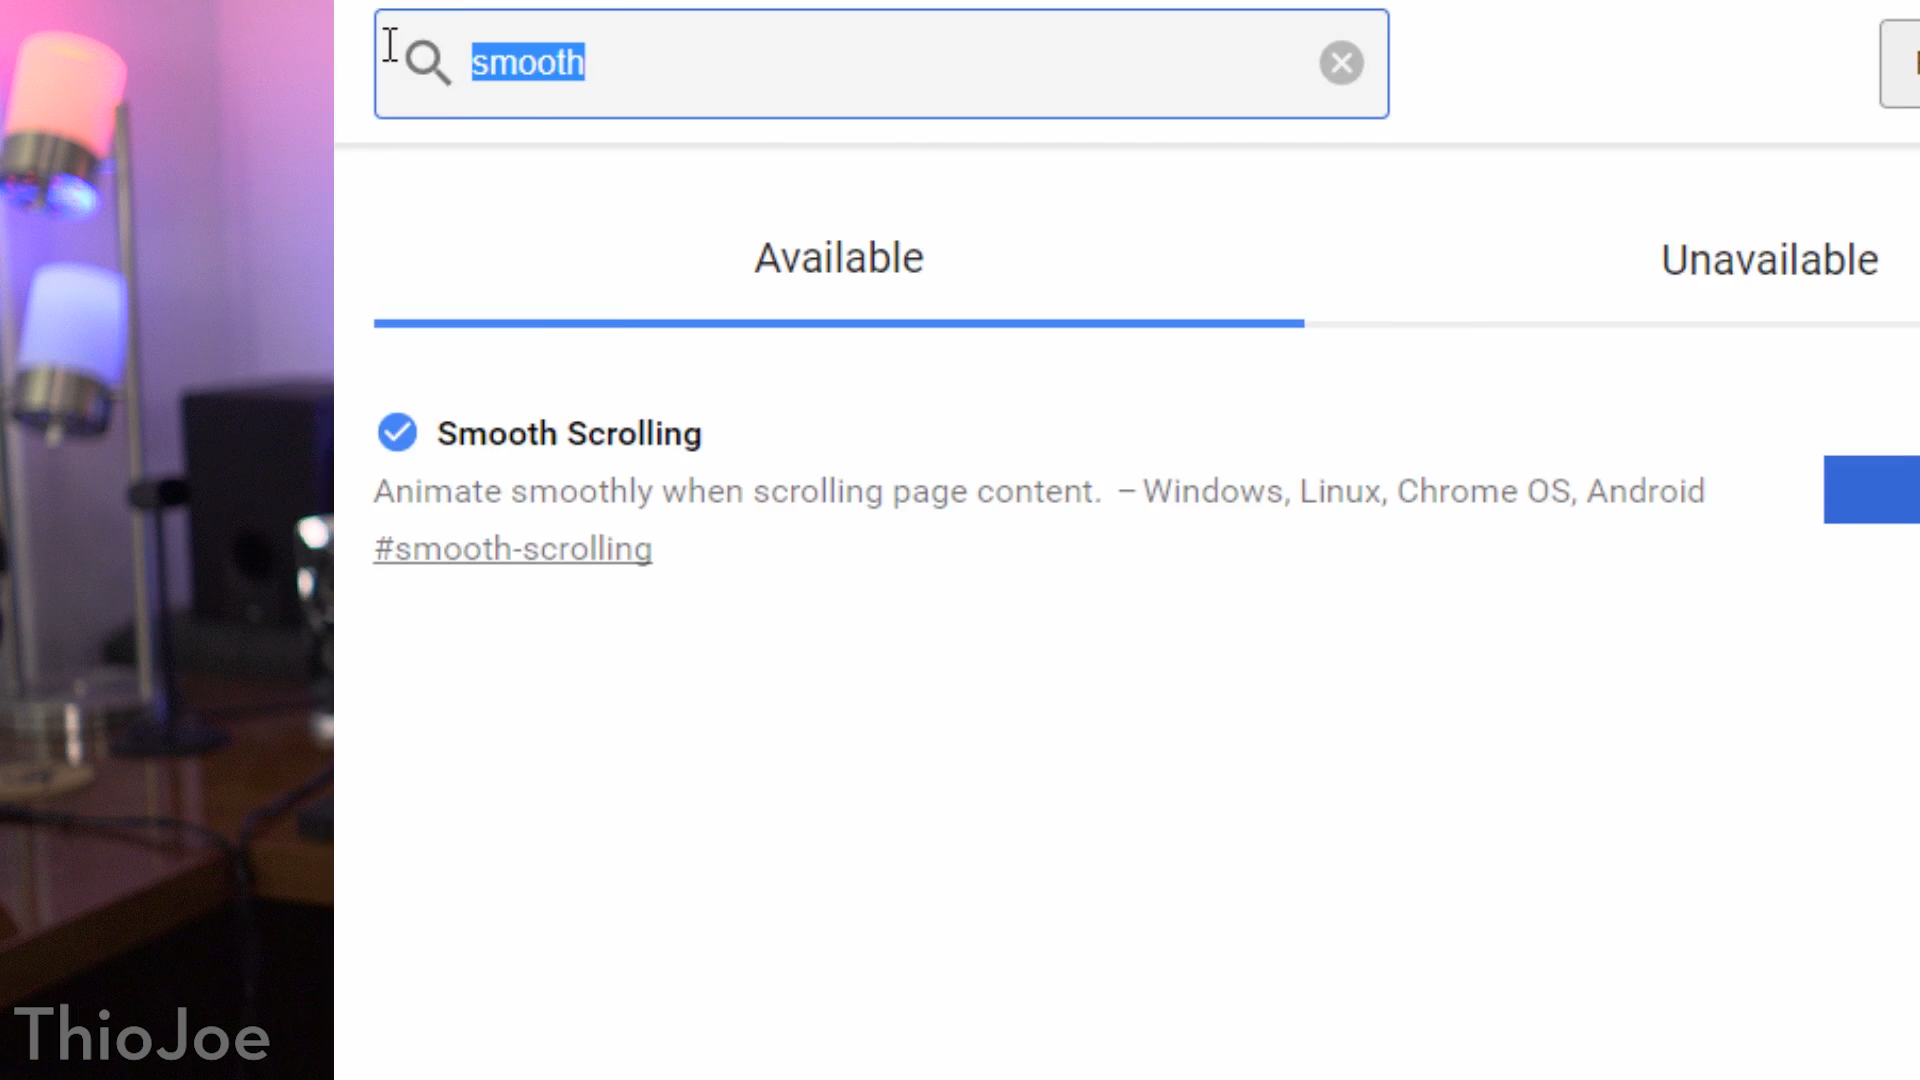 smooth
Available
Unavailable
Smooth Scrolling
Animate smoothly when scrolling page content. – Windows, Linux, Chrome OS, Android
#smooth-scrolling
ThioJoe